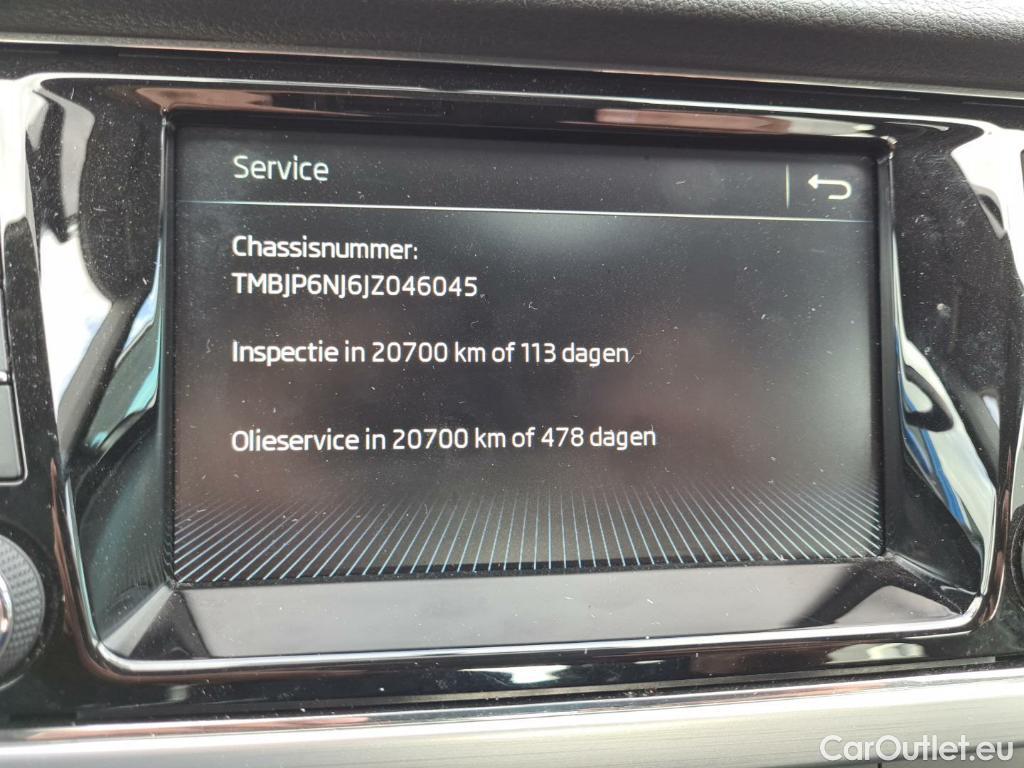 Service
Chassisnummer:
TMBJP6NJ6JZ046045
Inspectie in 20700 km of 113 dagen
Olieservice in 20700 km of 478 dagen
CarOutlet.eu